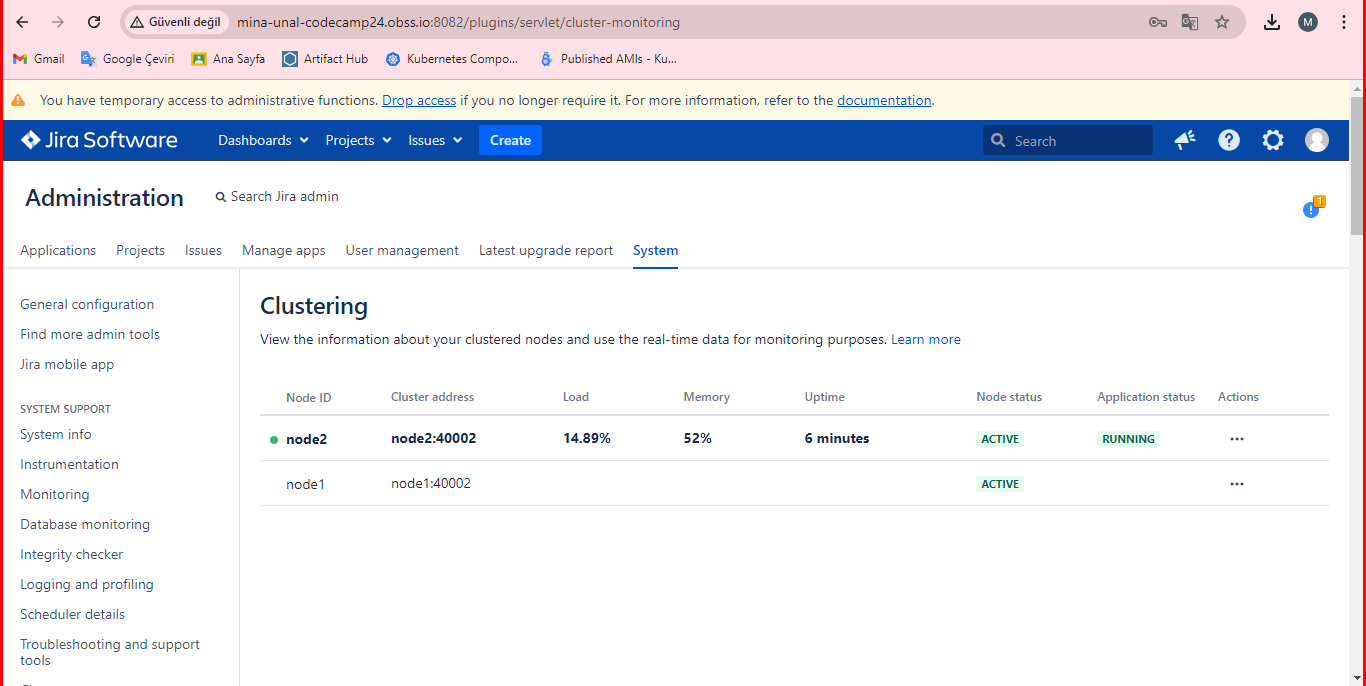 Güvenli değil
mina-unal-codecamp24.obss.io:8082/plugins/servlet/cluster-monitoring
M
Gmail
Google Çeviri
Ana Sayfa
Artifact Hub
Kubernetes Compo...
Published AMIs - Ku...
You have temporary access to administrative functions. Drop access if you no longer require it. For more information, refer to the documentation.
Jira Software
Dashboards
Projects
Issues
Create
Search
Administration
Search Jira admin
1
Applications
Projects
Issues
Manage apps
User management
Latest upgrade report
System
General configuration
Find more admin tools
Jira mobile app
SYSTEM SUPPORT
System info
Instrumentation
Monitoring
Database monitoring
Integrity checker
Logging and profiling
Scheduler details
Troubleshooting and support
tools
Clustering
View the information about your clustered nodes and use the real-time data for monitoring purposes. Learn more
Node ID Cluster address Load Memory Uptime Node status Application status Actions
node2 node2:40002 14.89% 52% 6 minutes ACTIVE RUNNING ...
node1 node1:40002 ACTIVE ...